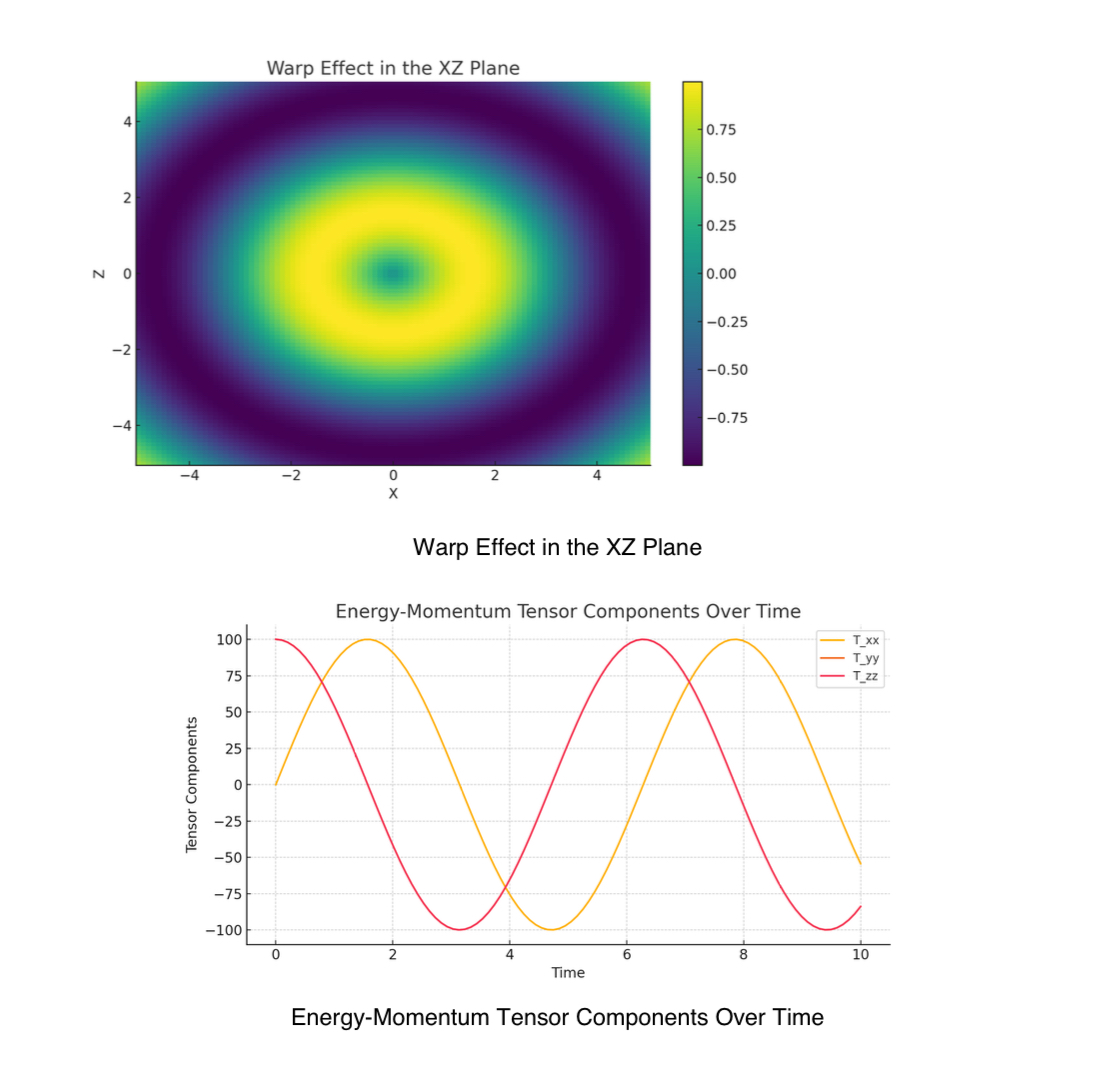 Warp Effect in the XZ Plane
4
2
0
−2
−4
Z
−4 −2 0 2 4
X
0.75
0.50
0.25
0.00
−0.25
−0.50
−0.75
Warp Effect in the XZ Plane
Energy-Momentum Tensor Components Over Time
100
75
50
25
0
−25
−50
−75
−100
Tensor Components
T_xx
T_yy
T_zz
0 2 4 6 8 10
Time
Energy-Momentum Tensor Components Over Time